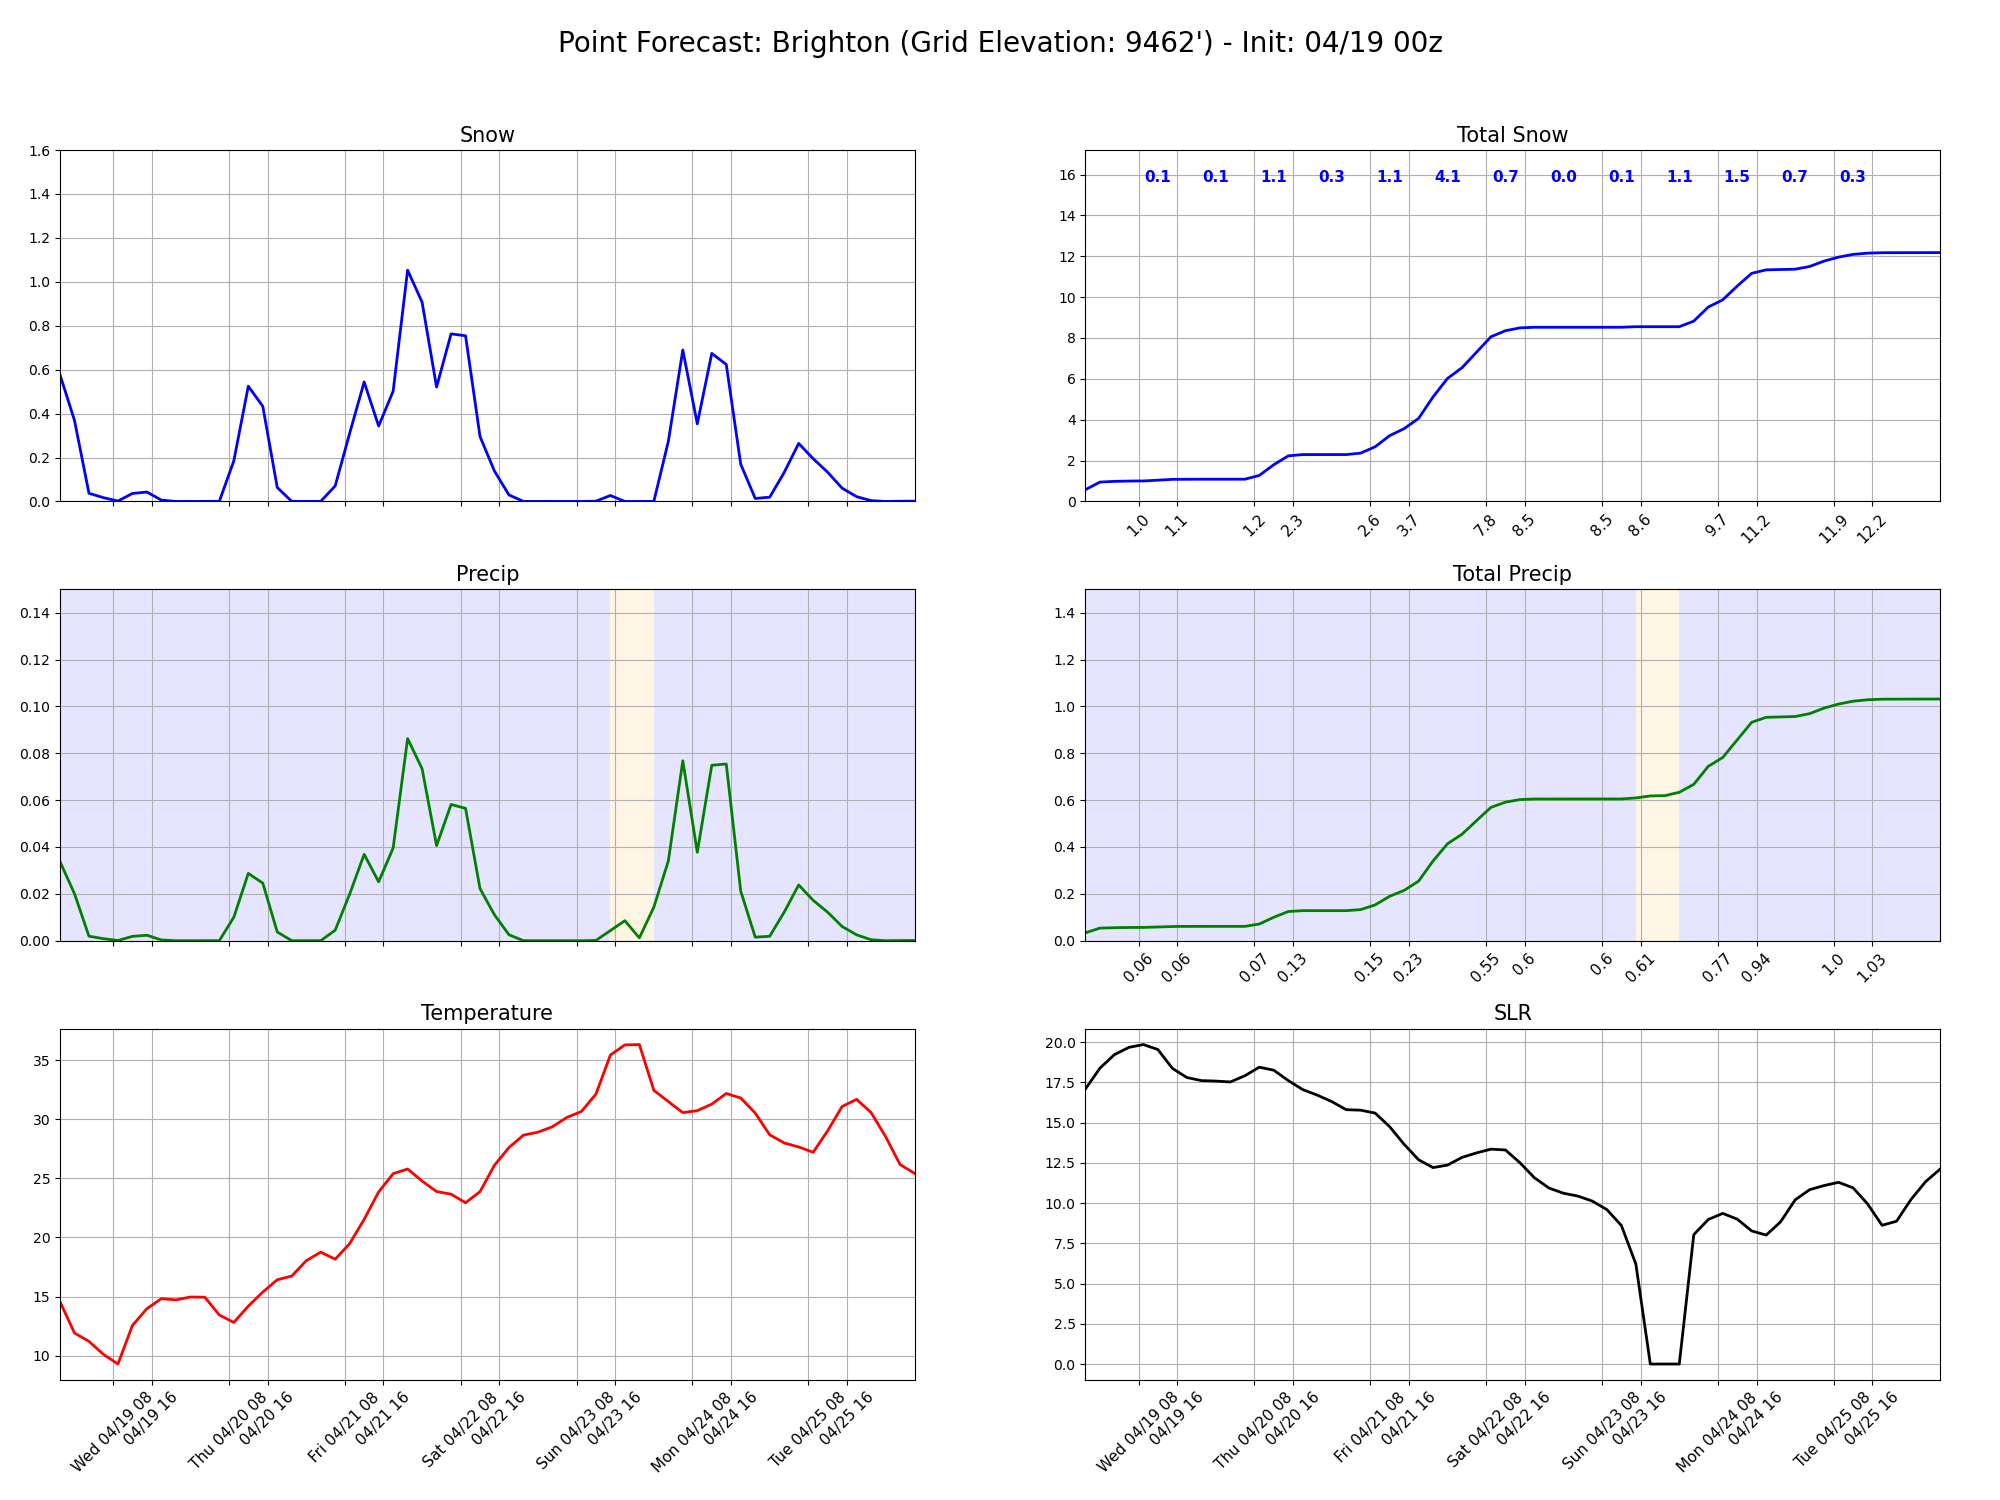 Point Forecast: Brighton (Grid Elevation: 9462') - Init: 04/19 00z
Snow
1.6
1.4
1.2
1.0
0.8
0.6
0.4
0.2
0.0
Total Snow
16
14
12
10
8
6
4
2
0
0.1 0.1 1.1 0.3 1.1 4.1 0.7 0.0 0.1 1.1 1.5 0.7 0.3
1.0 1.1 1.2 2.3 2.6 3.7 7.8 8.5 8.5 8.6 9.7 11.2 11.9 12.2
Precip
0.14
0.12
0.10
0.08
0.06
0.04
0.02
0.00
Total Precip
1.4
1.2
1.0
0.8
0.6
0.4
0.2
0.0
0.06 0.06 0.07 0.13 0.15 0.23 0.55 0.6 0.6 0.61 0.77 0.94 1.0 1.03
Temperature
35
30
25
20
15
10
Wed 04/19 08
04/19 16
Thu 04/20 08
04/20 16
Fri 04/21 08
04/21 16
Sat 04/22 08
04/22 16
Sun 04/23 08
04/23 16
Mon 04/24 08
04/24 16
Tue 04/25 08
04/25 16
SLR
20.0
17.5
15.0
12.5
10.0
7.5
5.0
2.5
0.0
Wed 04/19 08
04/19 16
Thu 04/20 08
04/20 16
Fri 04/21 08
04/21 16
Sat 04/22 08
04/22 16
Sun 04/23 08
04/23 16
Mon 04/24 08
04/24 16
Tue 04/25 08
04/25 16